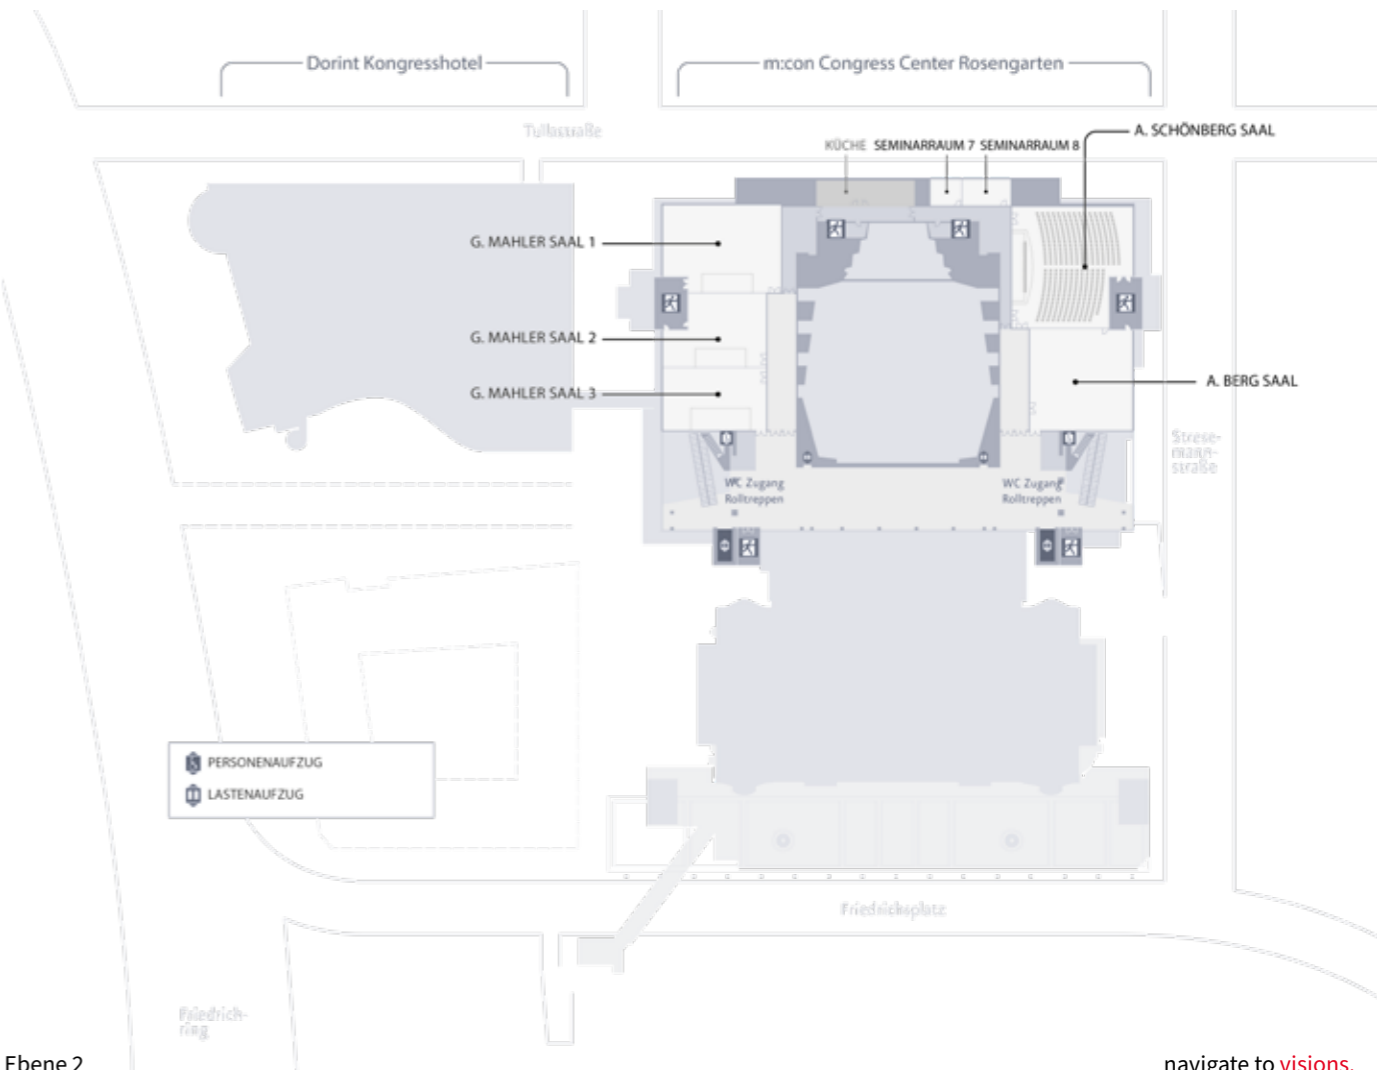 Dorint Kongresshotel
m:con Congress Center Rosengarten
Tullastraße
A. SCHÖNBERG SAAL
KÜCHE SEMINARRAUM 7 SEMINARRAUM 8
G. MAHLER SAAL 1
G. MAHLER SAAL 2
A. BERG SAAL
G. MAHLER SAAL 3
Strese-
mann-
straße
WC Zugang
Rolltreppen
WC Zugang
Rolltreppen
PERSONENAUFZUG
LASTENAUFZUG
Friedrichsplatz
Friedrich-
ring
Ebene 2
navigate to visions.